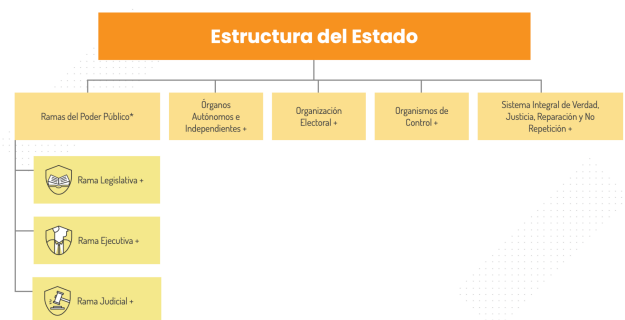 Estructura del Estado
Ramas del Poder Público*
Órganos
Autónomos e
Independientes +
Organización
Electoral +
Organismos de
Control +
Sistema Integral de Verdad,
Justicia, Reparación y No
Repetición +
Rama Legislativa +
Rama Ejecutiva +
Rama Judicial +